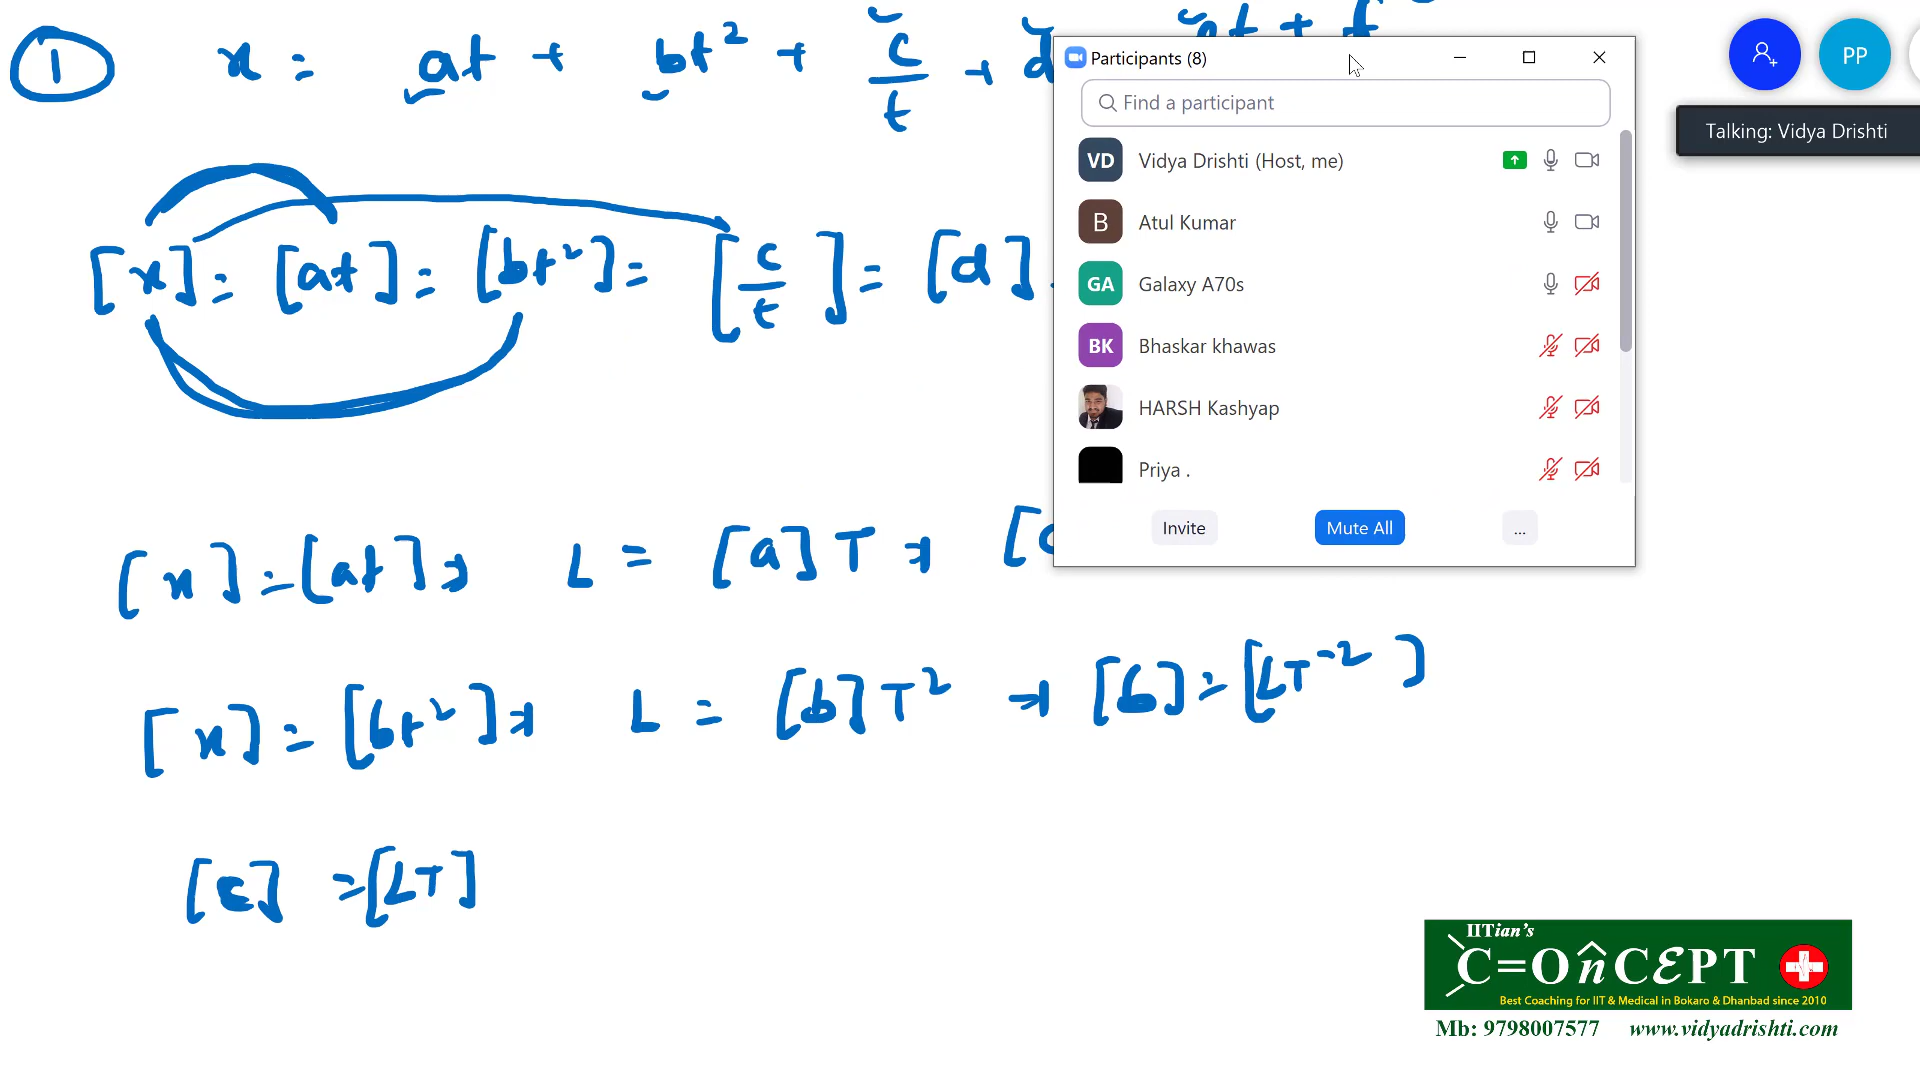 ① x = at + bt² + c/t + d at + f
[x] = [at] = [bt²] = [c/t] = [d]
[x] = [at] → L = [a]T →
[x] = [bt²] → L = [b]T² → [b] = [LT⁻²]
[c] = [LT]
Participants (8)
Find a participant
VD Vidya Drishti (Host, me)
B Atul Kumar
GA Galaxy A70s
BK Bhaskar khawas
HARSH Kashyap
Priya .
Invite Mute All ...
PP
Talking: Vidya Drishti
IITian's
C=OnCEPT
Best Coaching for IIT & Medical in Bokaro & Dhanbad since 2010
Mb: 9798007577 www.vidyadrishti.com